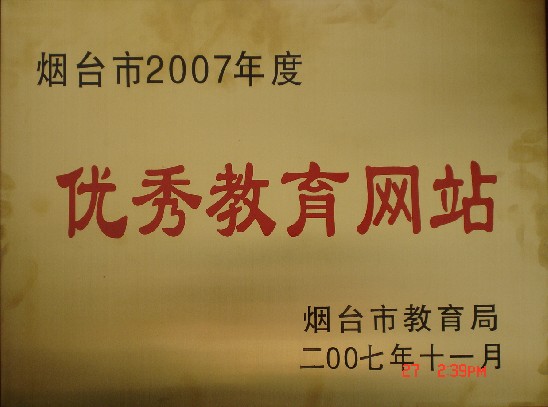 烟台市2007年度
优秀教育网站
烟台市教育局
二00七年十一月
27 2:39PM